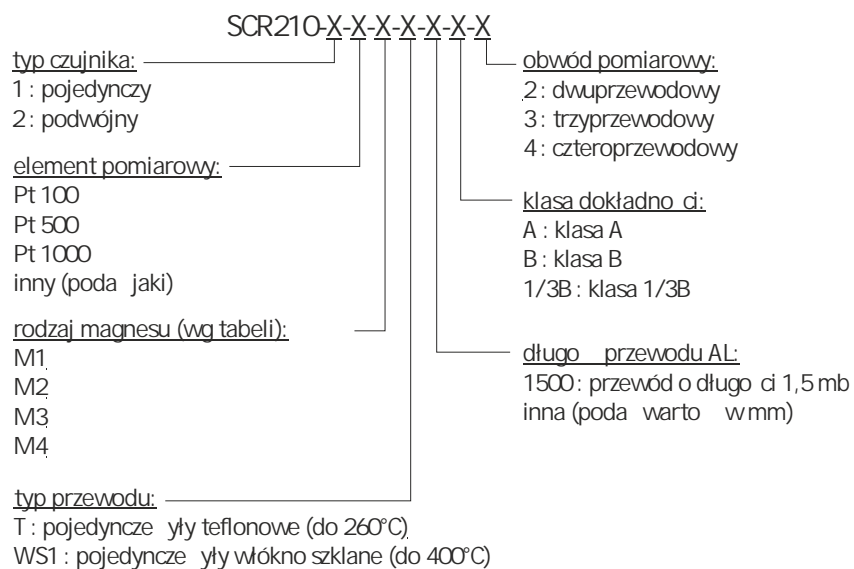 SCR210-X-X-X-X-X-X-X
typ czujnika:
1 : pojedynczy
2 : podwójny
element pomiarowy:
Pt 100
Pt 500
Pt 1000
inny (poda jaki)
rodzaj magnesu (wg tabeli):
M1
M2
M3
M4
typ przewodu:
T : pojedyncze yły teflonowe (do 260°C)
WS1 : pojedyncze yły włókno szklane (do 400°C)
obwód pomiarowy:
2 : dwuprzewodowy
3 : trzyprzewodowy
4 : czteroprzewodowy
klasa dokładno ci:
A : klasa A
B : klasa B
1/3B : klasa 1/3B
długo przewodu AL:
1500 : przewód o długo ci 1,5 mb
inna (poda warto w mm)